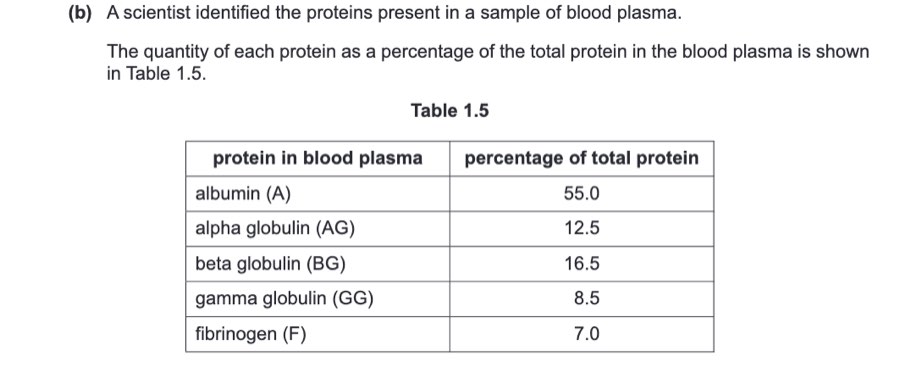 (b) A scientist identified the proteins present in a sample of blood plasma.
The quantity of each protein as a percentage of the total protein in the blood plasma is shown
in Table 1.5.
Table 1.5
protein in blood plasma percentage of total protein
albumin (A) 55.0
alpha globulin (AG) 12.5
beta globulin (BG) 16.5
gamma globulin (GG) 8.5
fibrinogen (F) 7.0